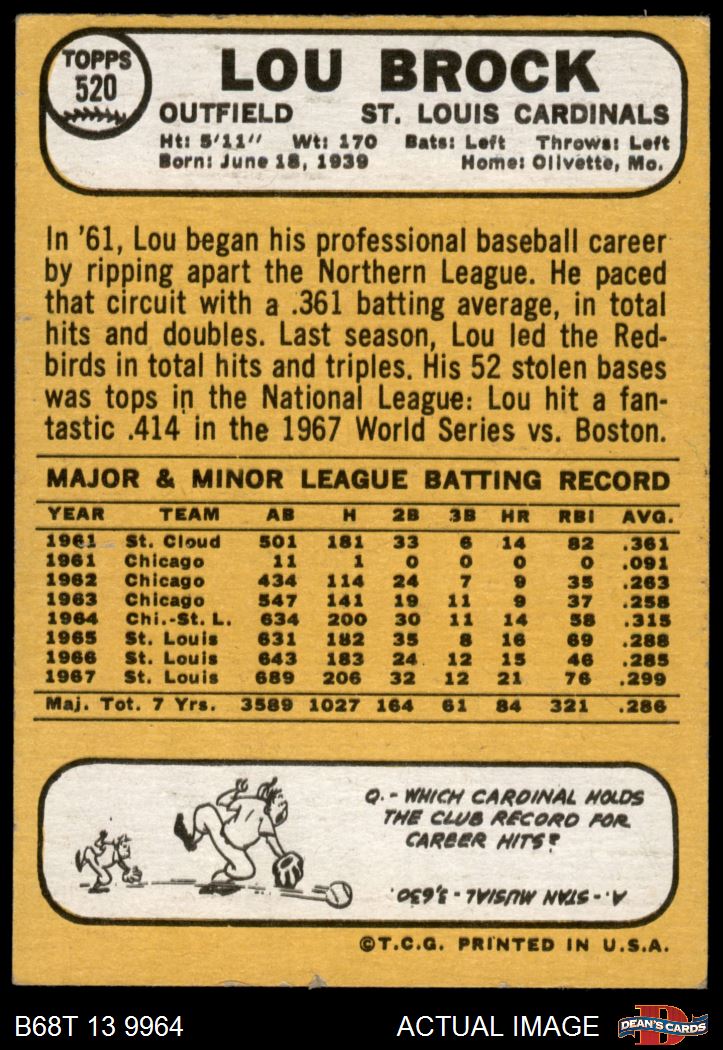 TOPPS
520
LOU BROCK
OUTFIELD ST. LOUIS CARDINALS
Ht: 5'11" Wt: 170 Bats: Left Throws: Left
Born: June 18, 1939 Home: Olivette, Mo.
In '61, Lou began his professional baseball career
by ripping apart the Northern League. He paced
that circuit with a .361 batting average, in total
hits and doubles. Last season, Lou led the Red-
birds in total hits and triples. His 52 stolen bases
was tops in the National League: Lou hit a fan-
tastic .414 in the 1967 World Series vs. Boston.
MAJOR & MINOR LEAGUE BATTING RECORD
YEAR TEAM AB H 2B 3B HR RBI AVG.
1961 St. Cloud 501 181 33 6 14 82 .361
1961 Chicago 11 1 0 0 0 0 .091
1962 Chicago 434 114 24 7 9 35 .263
1963 Chicago 547 141 19 11 9 37 .258
1964 Chi.-St. L. 634 200 30 11 14 58 .315
1965 St. Louis 631 182 35 8 16 69 .288
1966 St. Louis 643 183 24 12 15 46 .285
1967 St. Louis 689 206 32 12 21 76 .299
Maj. Tot. 7 Yrs. 3589 1027 164 61 84 321 .286
Q.- WHICH CARDINAL HOLDS
THE CLUB RECORD FOR
CAREER HITS?
A.- STAN MUSIAL - 3,630.
©T.C.G. PRINTED IN U.S.A.
B68T 13 9964 ACTUAL IMAGE DEAN'S CARDS